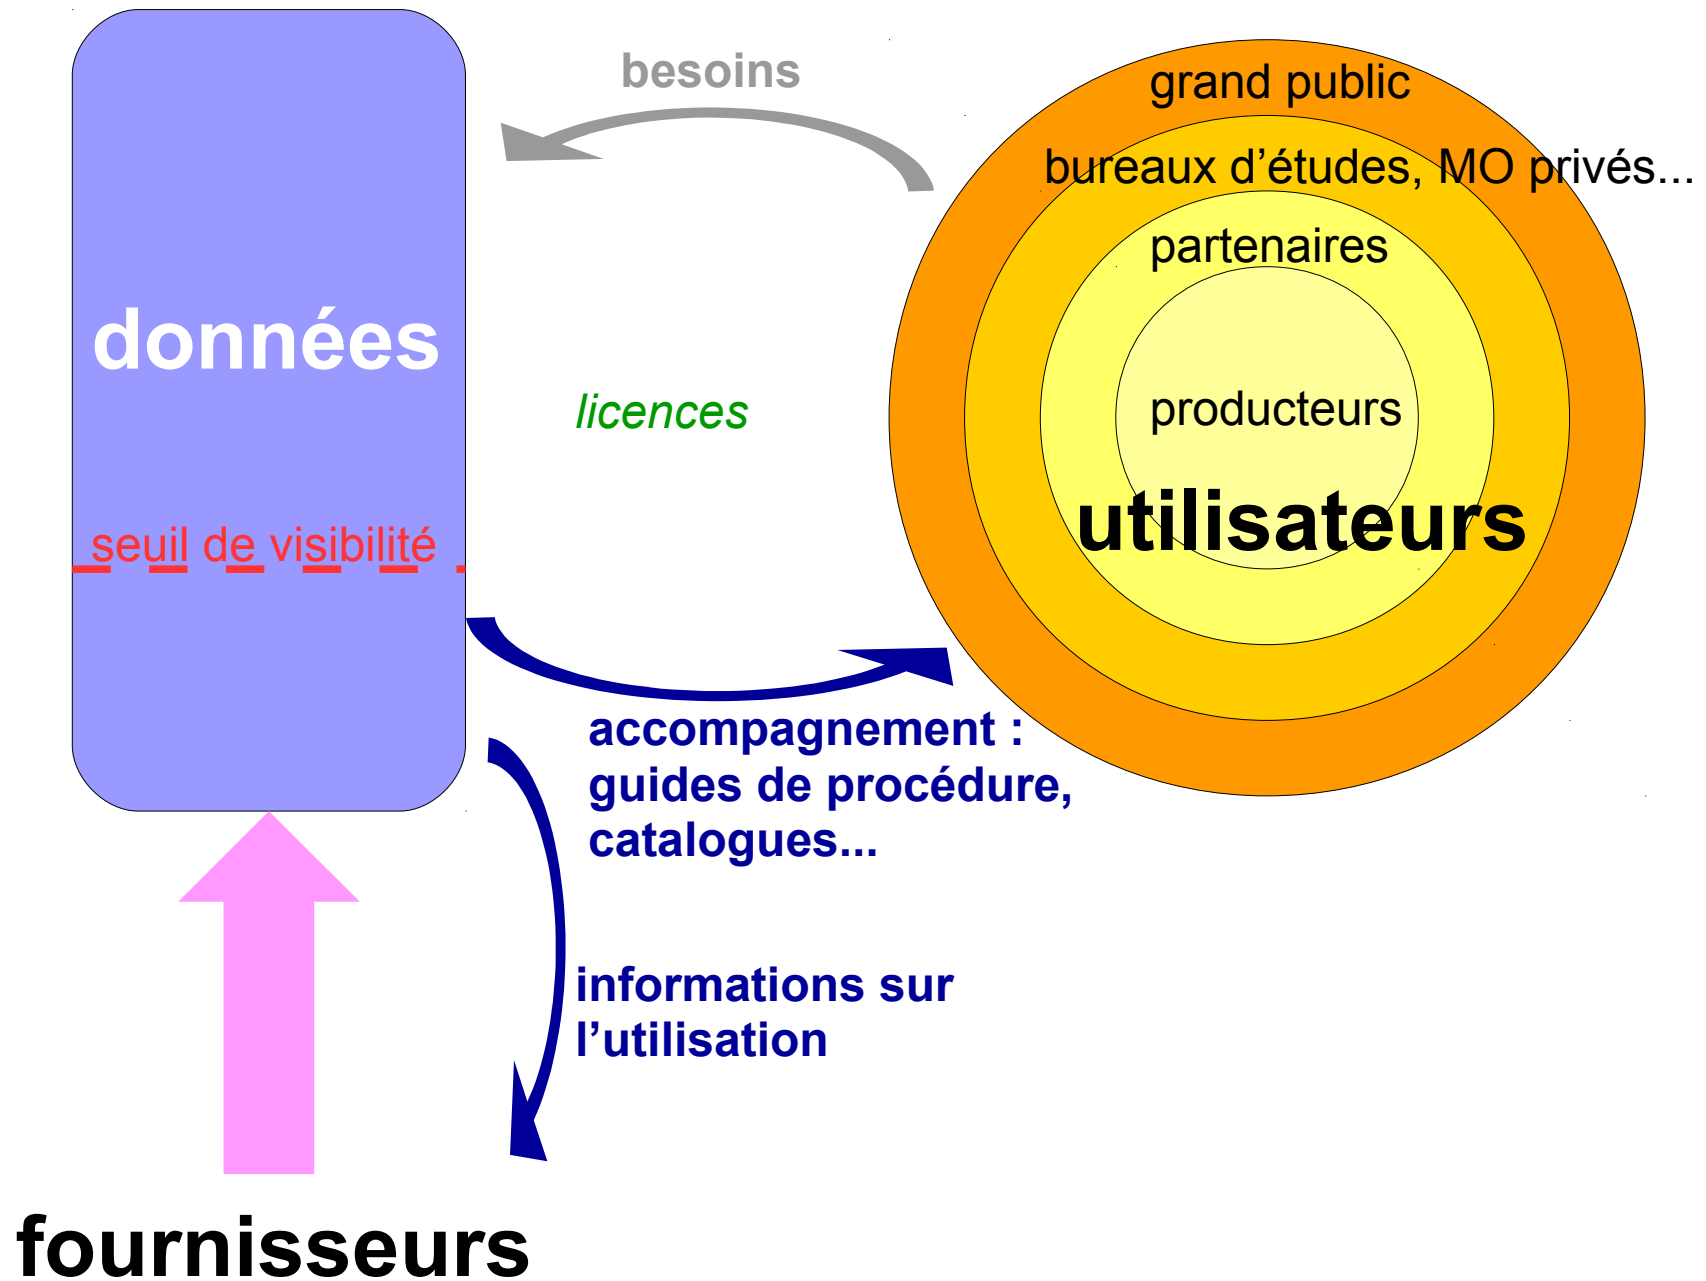 besoins
grand public
bureaux d’études, MO privés...
partenaires
données
licences
producteurs
utilisateurs
seuil de visibilité
accompagnement :
guides de procédure,
catalogues...
informations sur
l’utilisation
fournisseurs